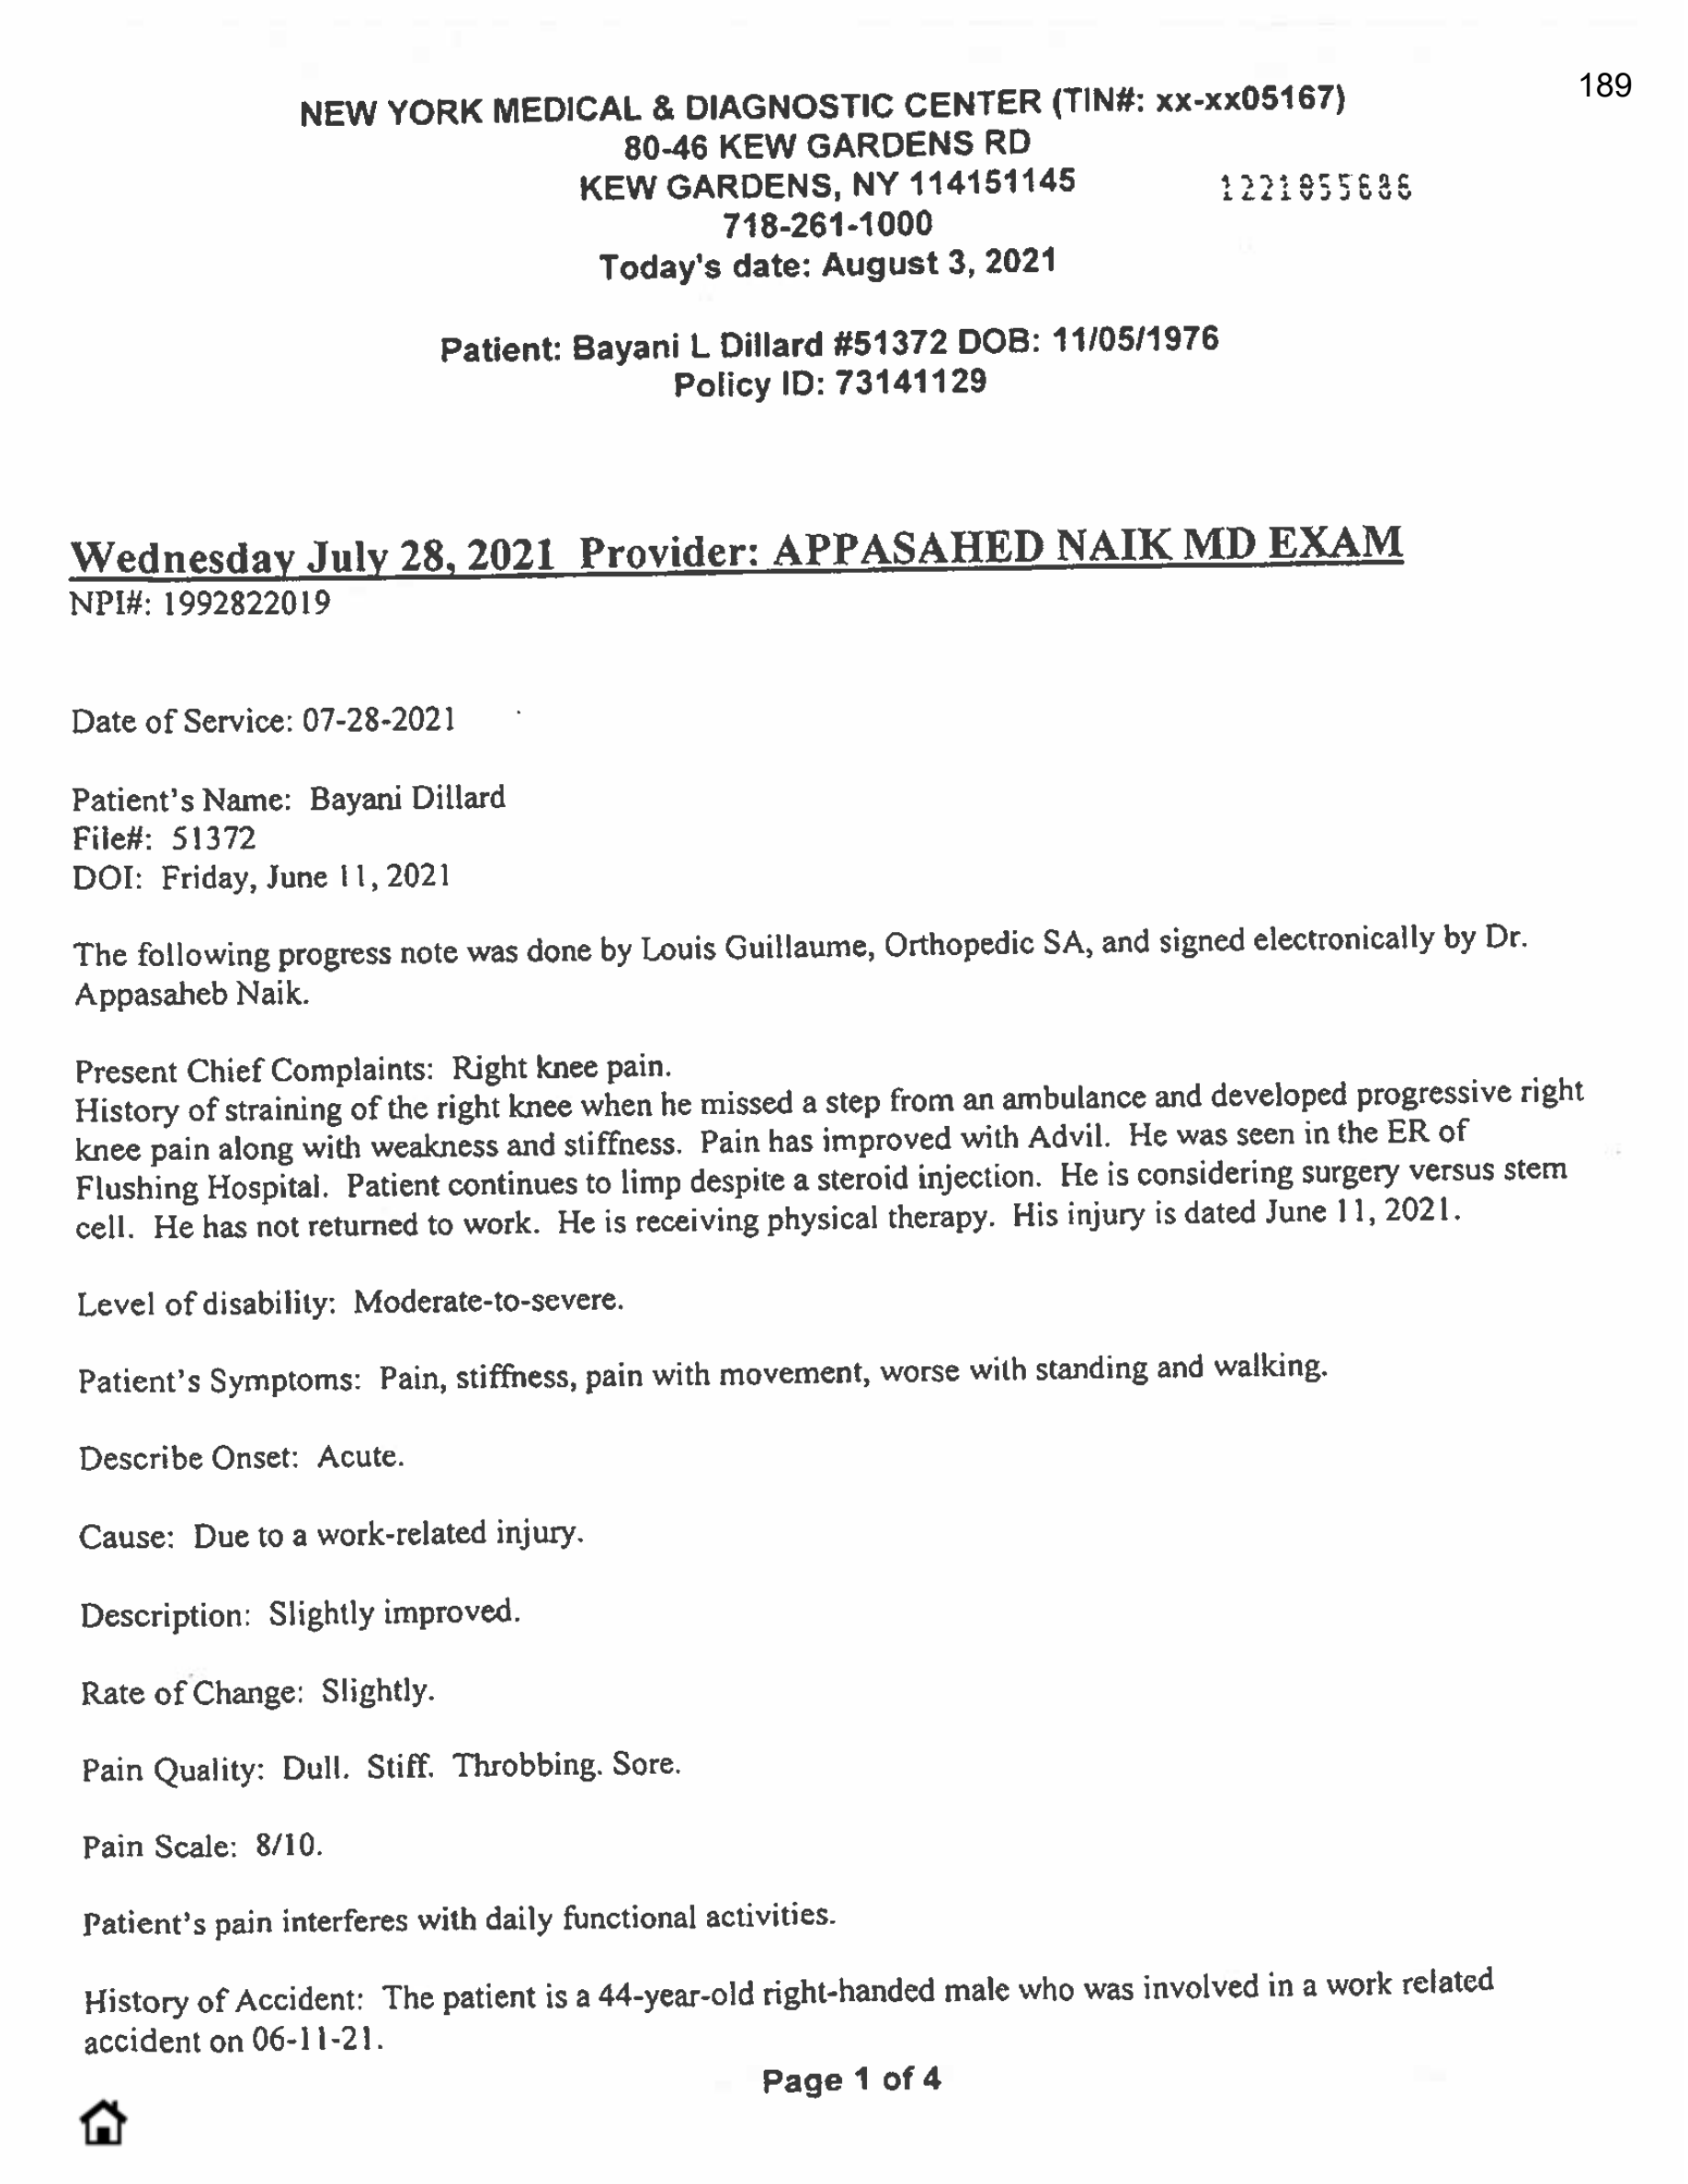 189
NEW YORK MEDICAL & DIAGNOSTIC CENTER (TIN#: xx-xx05167)
80-46 KEW GARDENS RD
KEW GARDENS, NY 114151145
718-261-1000
Today's date: August 3, 2021
Patient: Bayani L Dillard #51372 DOB: 11/05/1976
Policy ID: 73141129
Wednesday July 28, 2021 Provider: APPASAHED NAIK MD EXAM
NPI#: 1992822019
Date of Service: 07-28-2021
Patient's Name: Bayani Dillard
File#: 51372
DOI: Friday, June 11, 2021
The following progress note was done by Louis Guillaume, Orthopedic SA, and signed electronically by Dr.
Appasaheb Naik.
Present Chief Complaints: Right knee pain.
History of straining of the right knee when he missed a step from an ambulance and developed progressive right
knee pain along with weakness and stiffness. Pain has improved with Advil. He was seen in the ER of
Flushing Hospital. Patient continues to limp despite a steroid injection. He is considering surgery versus stem
cell. He has not returned to work. He is receiving physical therapy. His injury is dated June 11, 2021.
Level of disability: Moderate-to-severe.
Patient's Symptoms: Pain, stiffness, pain with movement, worse with standing and walking.
Describe Onset: Acute.
Cause: Due to a work-related injury.
Description: Slightly improved.
Rate of Change: Slightly.
Pain Quality: Dull. Stiff. Throbbing. Sore.
Pain Scale: 8/10.
Patient's pain interferes with daily functional activities.
History of Accident: The patient is a 44-year-old right-handed male who was involved in a work related
accident on 06-11-21.
Page 1 of 4